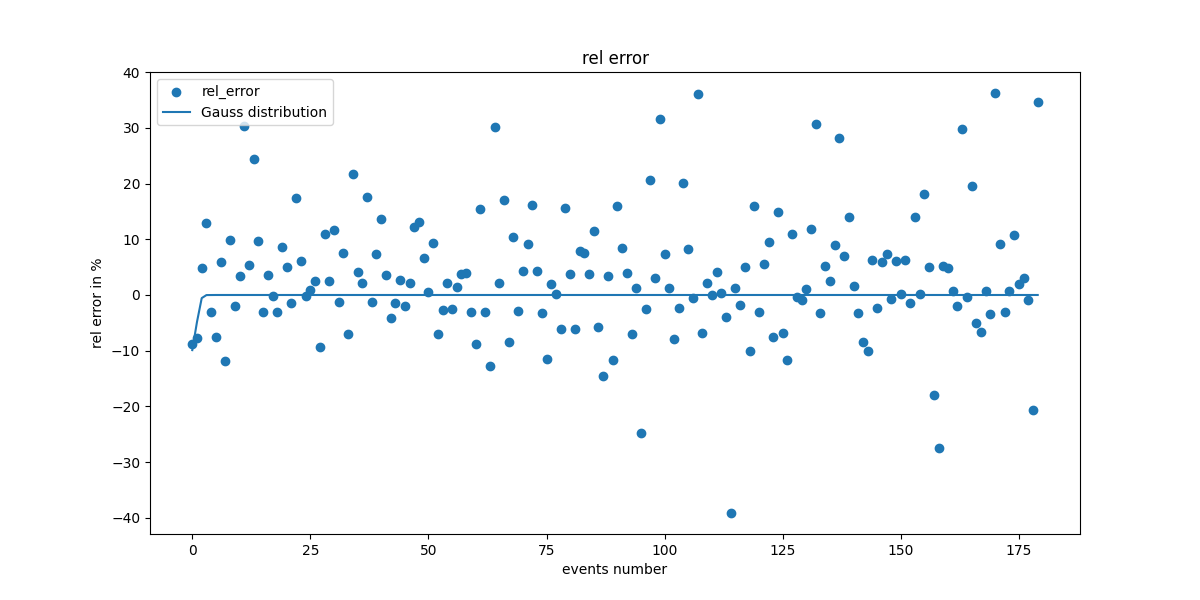 rel error
rel_error
Gauss distribution
rel error in %
40
30
20
10
0
−10
−20
−30
−40
0 25 50 75 100 125 150 175
events number